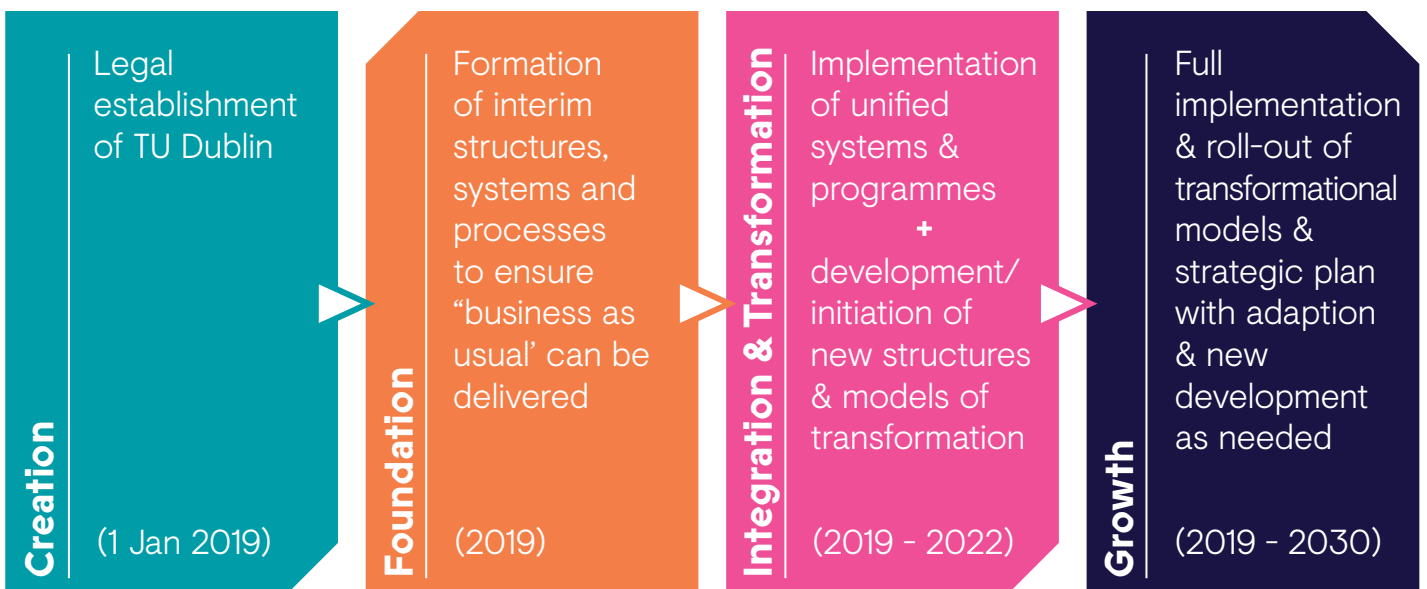 Creation
Legal
establishment
of TU Dublin
(1 Jan 2019)
Foundation
Formation
of interim
structures,
systems and
processes
to ensure
“business as
usual’ can be
delivered
(2019)
Integration & Transformation
Implementation
of unified
systems &
programmes
+
development/
initiation of
new structures
& models of
transformation
(2019 - 2022)
Growth
Full
implementation
& roll-out of
transformational
models &
strategic plan
with adaption
& new
development
as needed
(2019 - 2030)